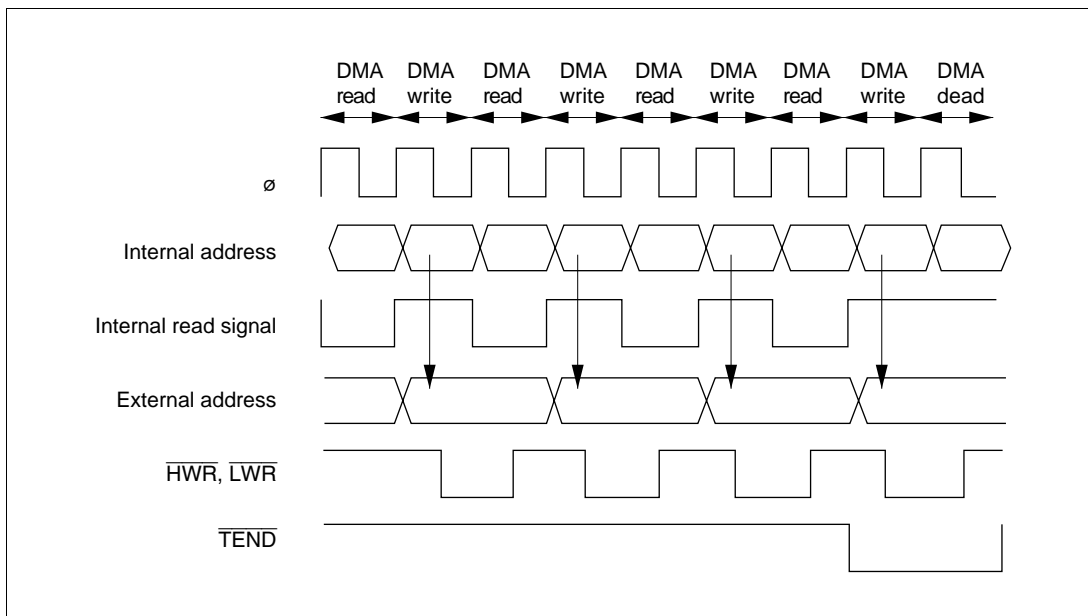 DMA DMA DMA DMA DMA DMA DMA DMA DMA
read write read write read write read write dead
ø
Internal address
Internal read signal
External address
HWR, LWR
TEND